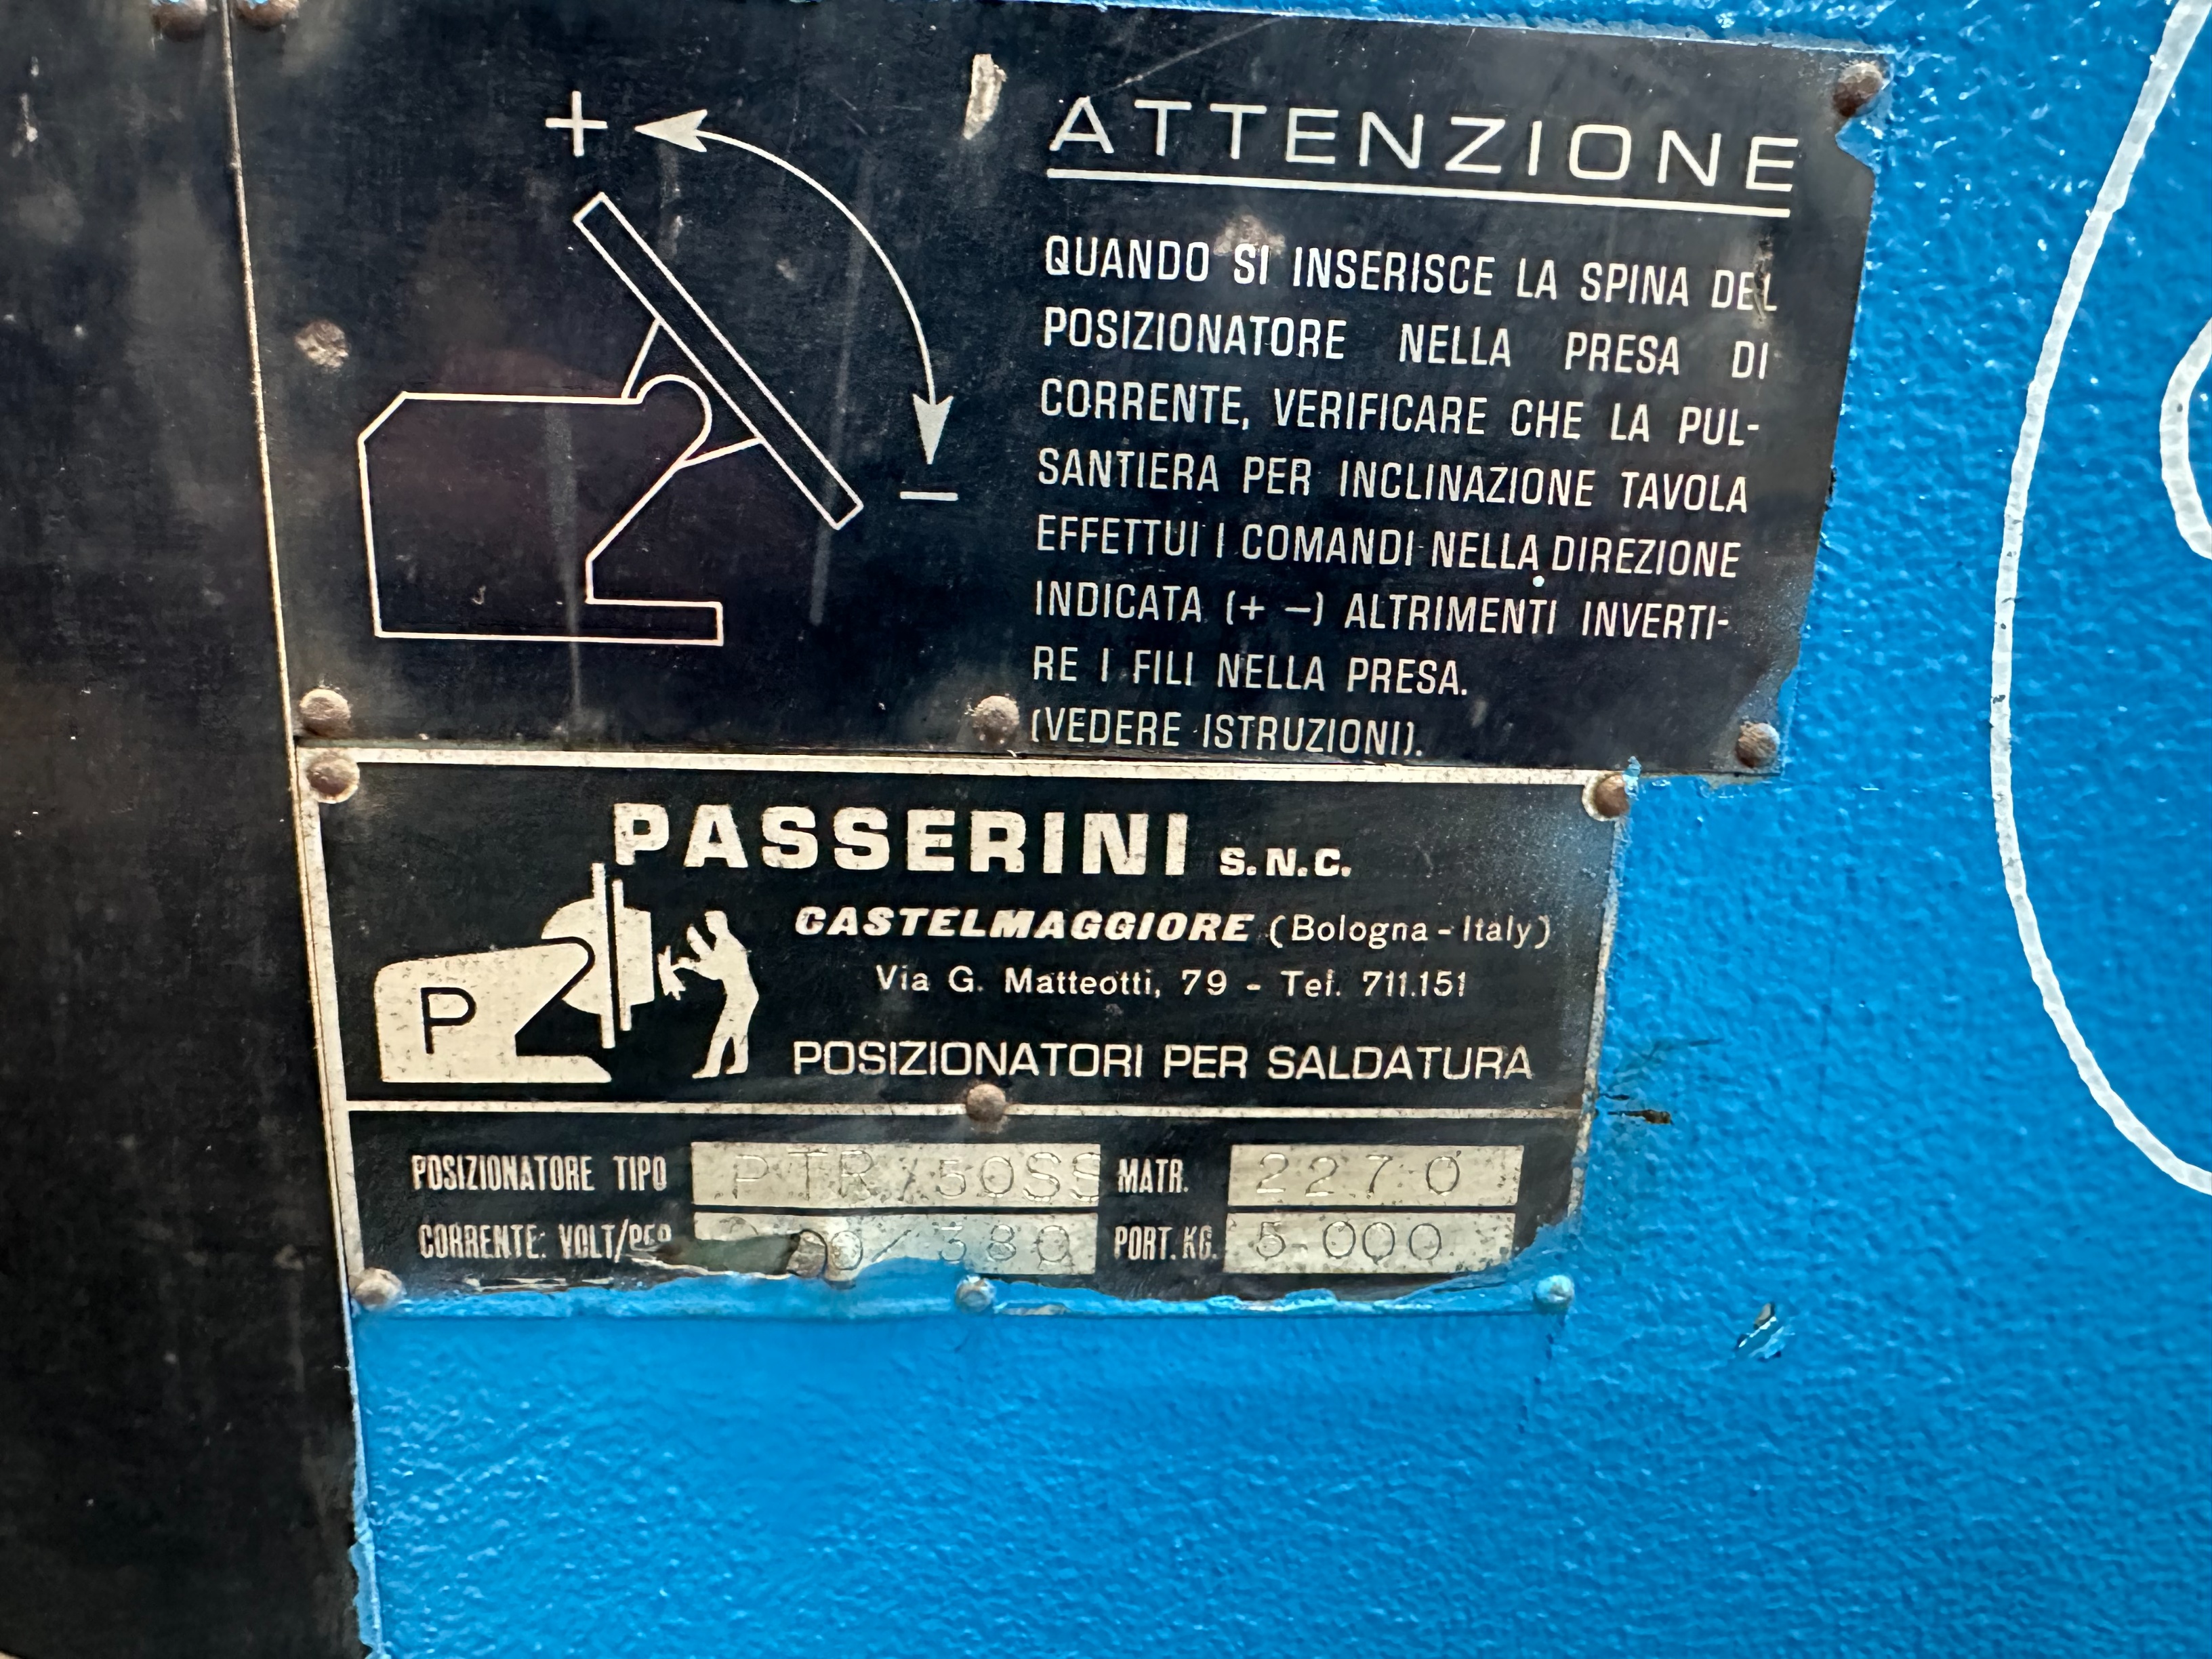 +
ATTENZIONE
QUANDO SI INSERISCE LA SPINA DEL
POSIZIONATORE NELLA PRESA DI
CORRENTE, VERIFICARE CHE LA PUL-
SANTIERA PER INCLINAZIONE TAVOLA
EFFETTUI I COMANDI NELLA DIREZIONE
INDICATA (+ –) ALTRIMENTI INVERTI-
RE I FILI NELLA PRESA.
(VEDERE ISTRUZIONI).
–
PASSERINI S.N.C.
CASTELMAGGIORE (Bologna - Italy)
Via G. Matteotti, 79 - Tel. 711.151
P
POSIZIONATORI PER SALDATURA
POSIZIONATORE TIPO PTR/50SS MATR. 2270
CORRENTE: VOLT/PER /380 PORT. KG. 5.000